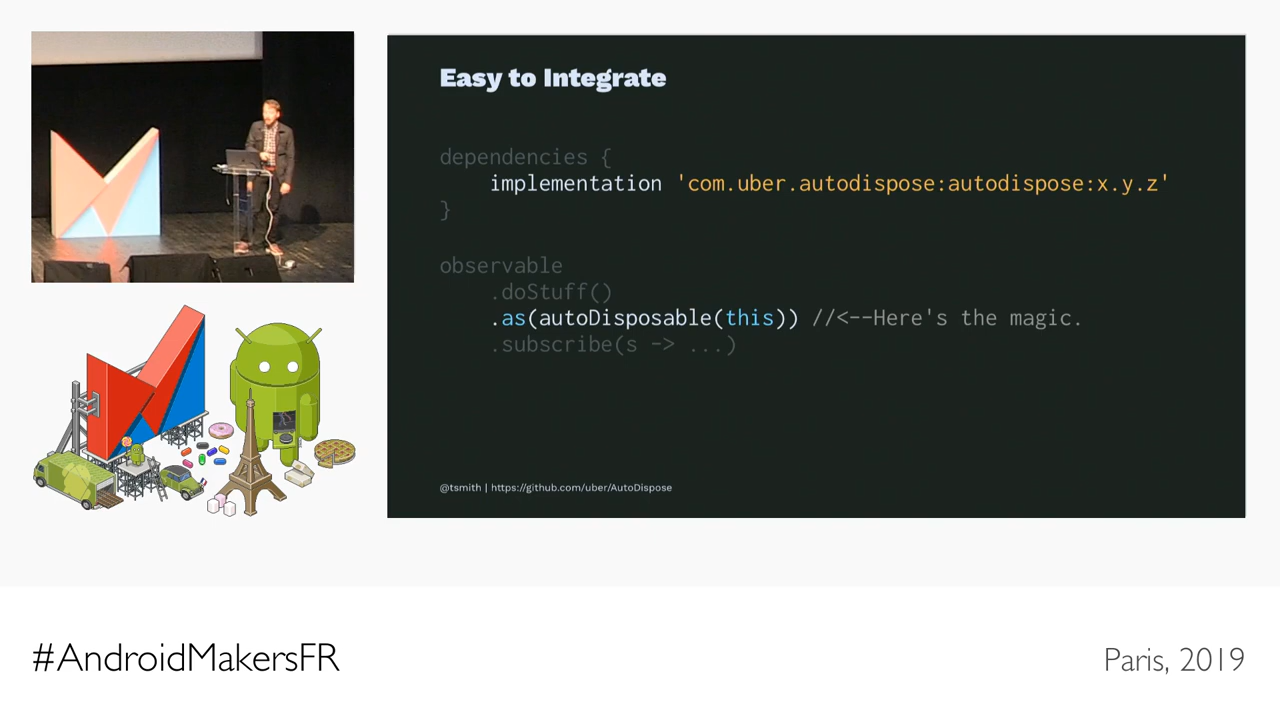 Easy to Integrate
dependencies {
implementation 'com.uber.autodispose:autodispose:x.y.z'
}
observable
.doStuff()
.as(autoDisposable(this)) //<--Here's the magic.
.subscribe(s -> ...)
@tsmith | https://github.com/uber/AutoDispose
#AndroidMakersFR
Paris, 2019